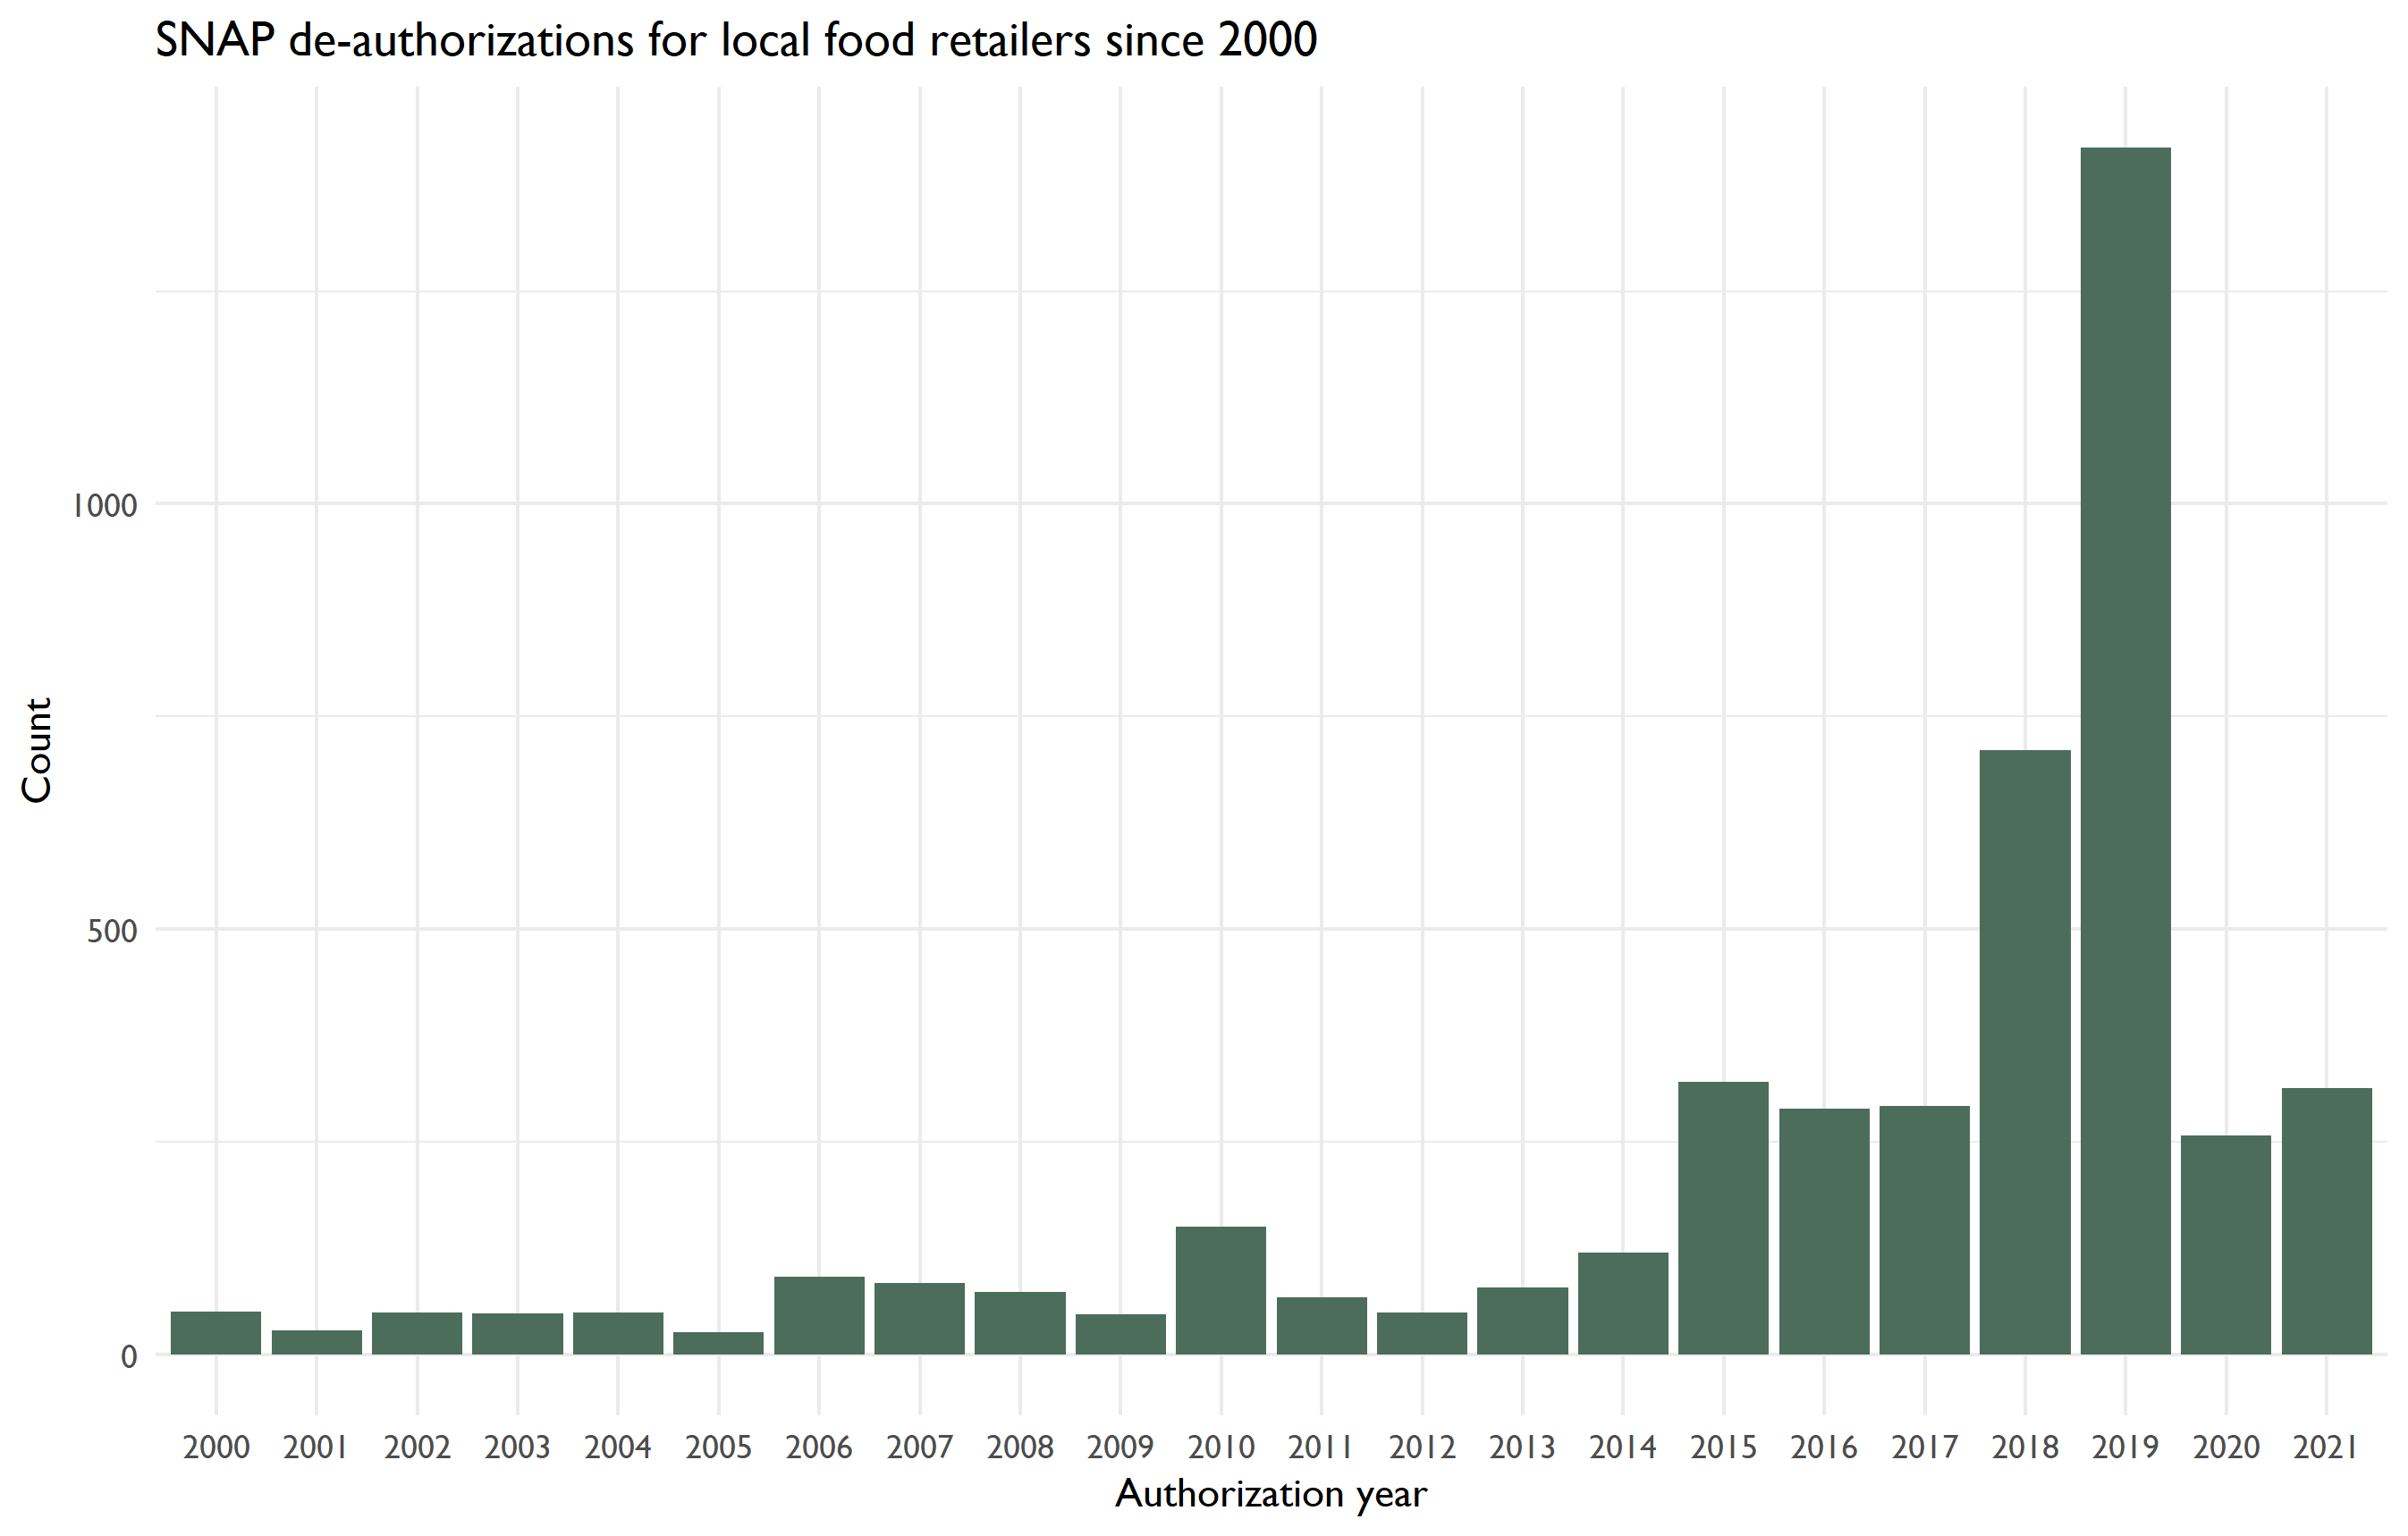 SNAP de-authorizations for local food retailers since 2000
Count
1000
500
0
2000 2001 2002 2003 2004 2005 2006 2007 2008 2009 2010 2011 2012 2013 2014 2015 2016 2017 2018 2019 2020 2021
Authorization year